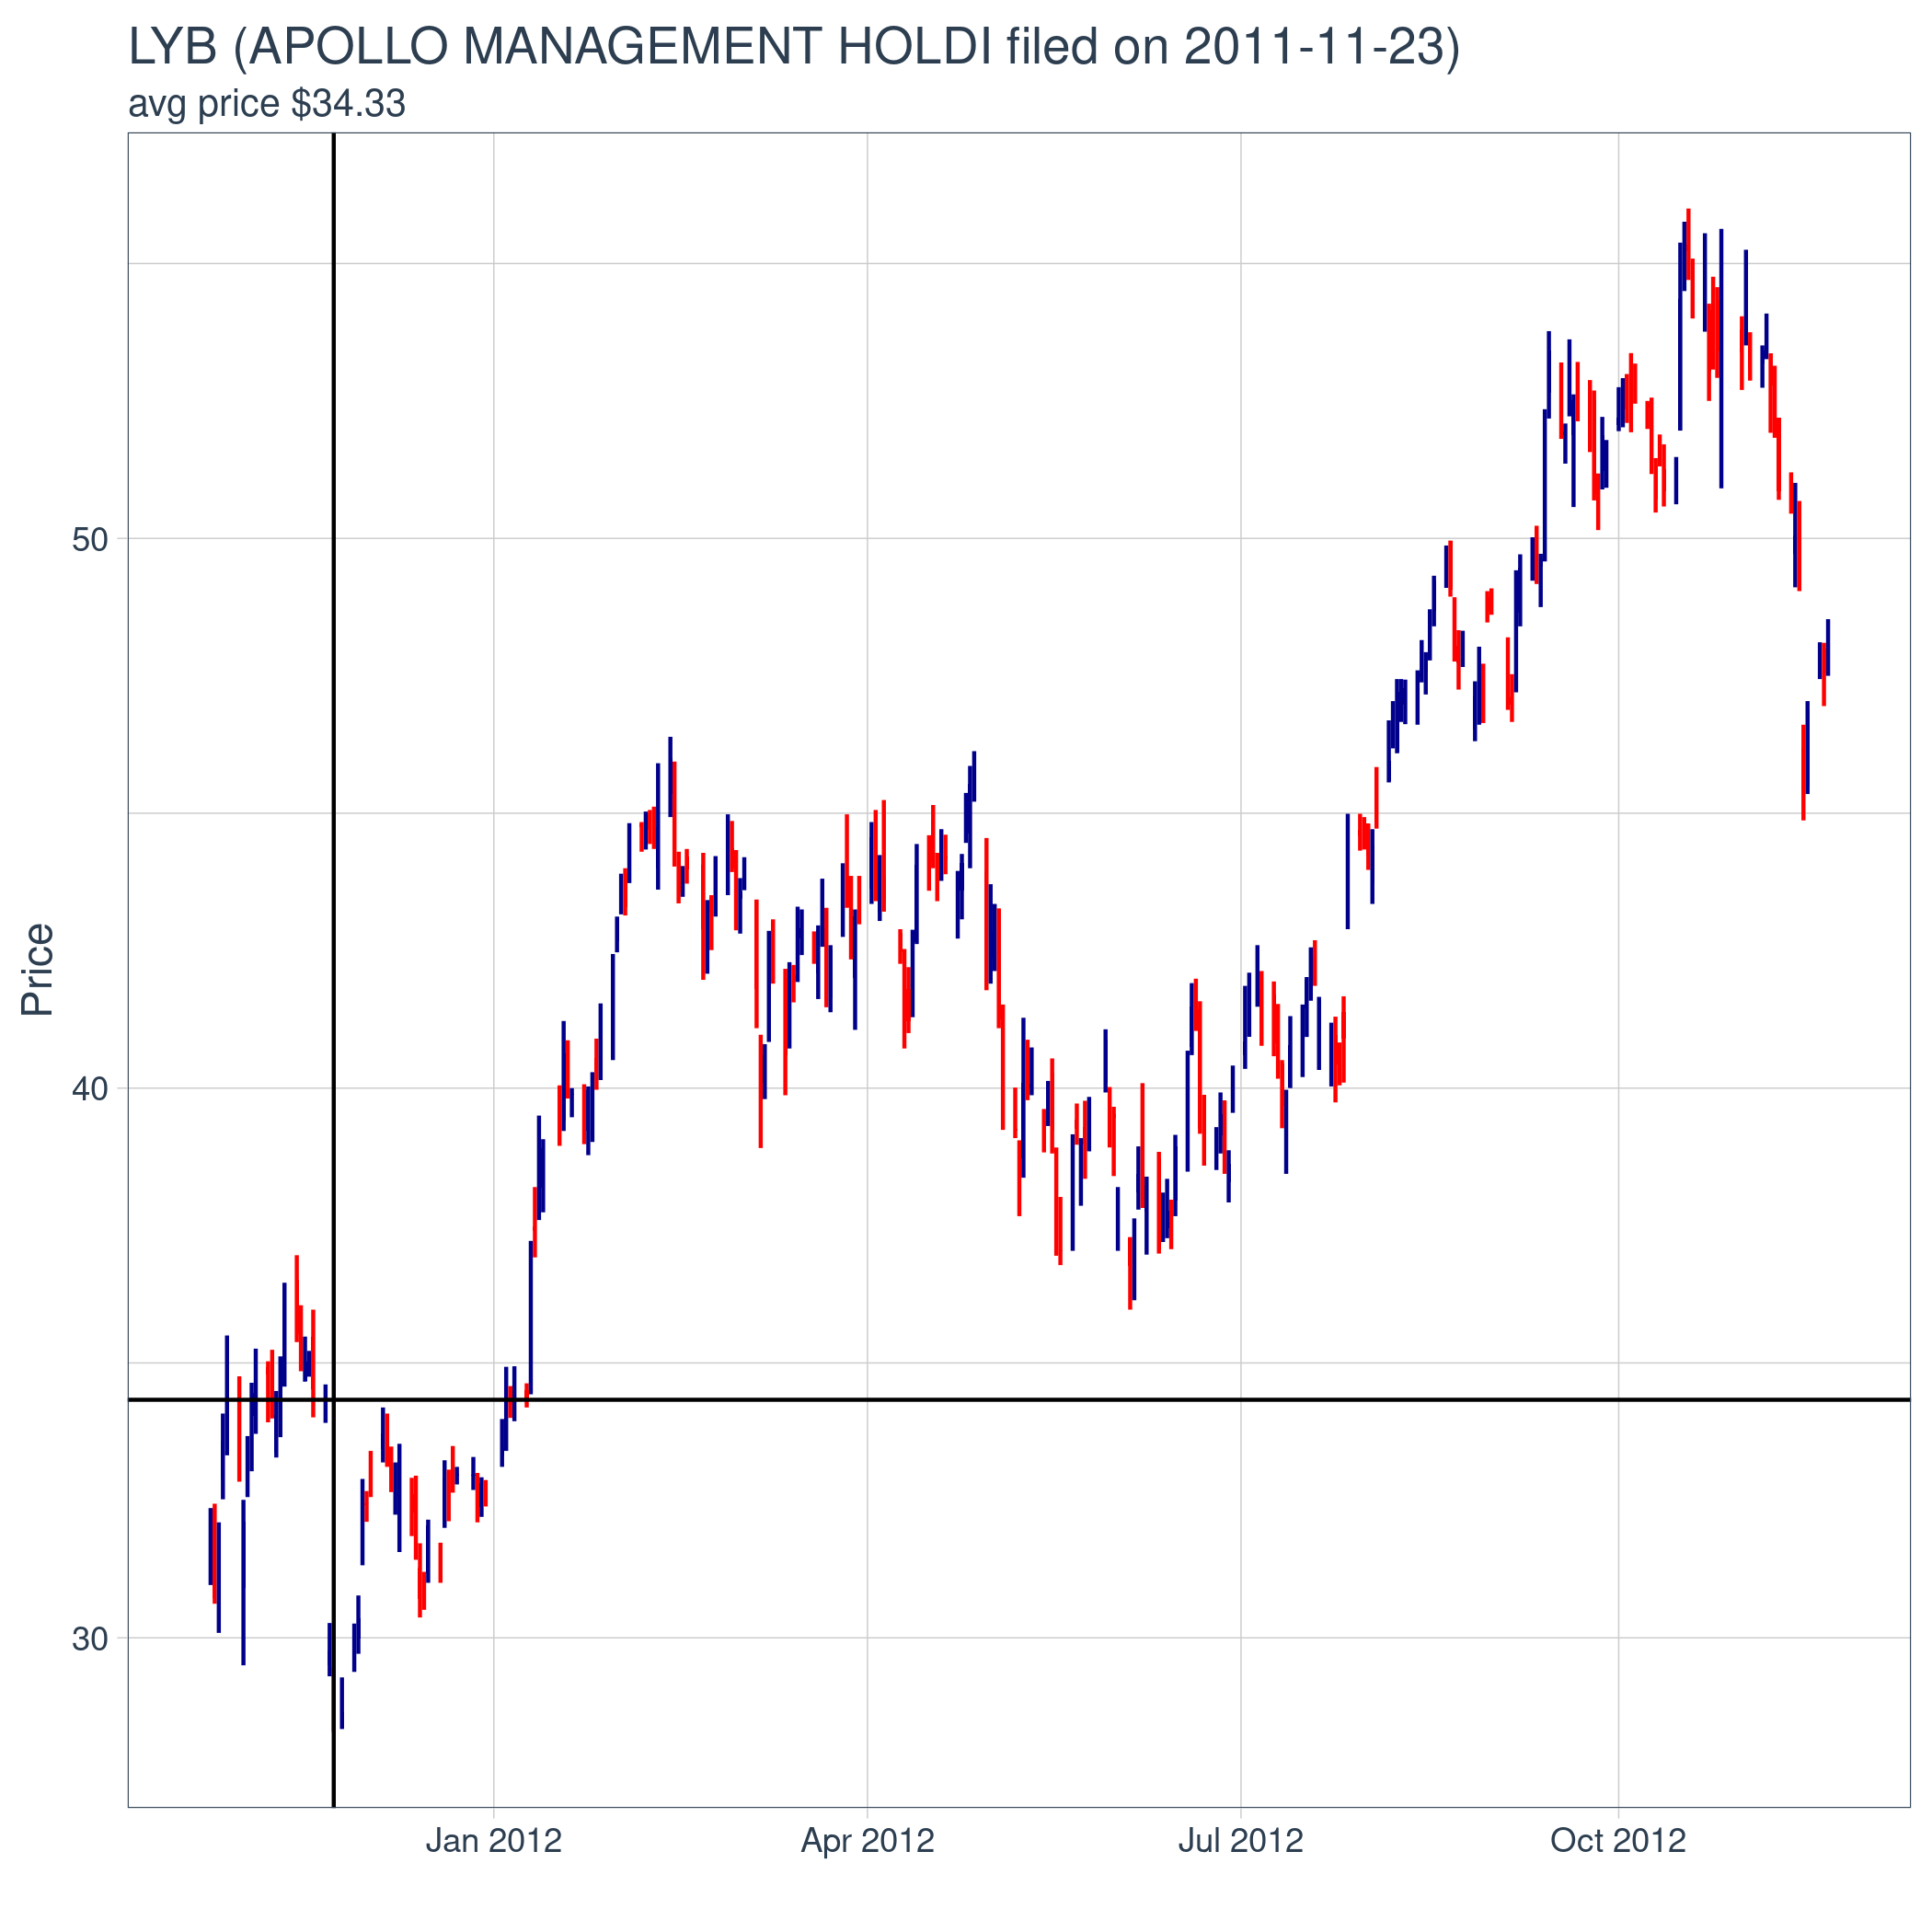 LYB (APOLLO MANAGEMENT HOLDI filed on 2011-11-23)
avg price $34.33
50
40
30
Price
Jan 2012
Apr 2012
Jul 2012
Oct 2012